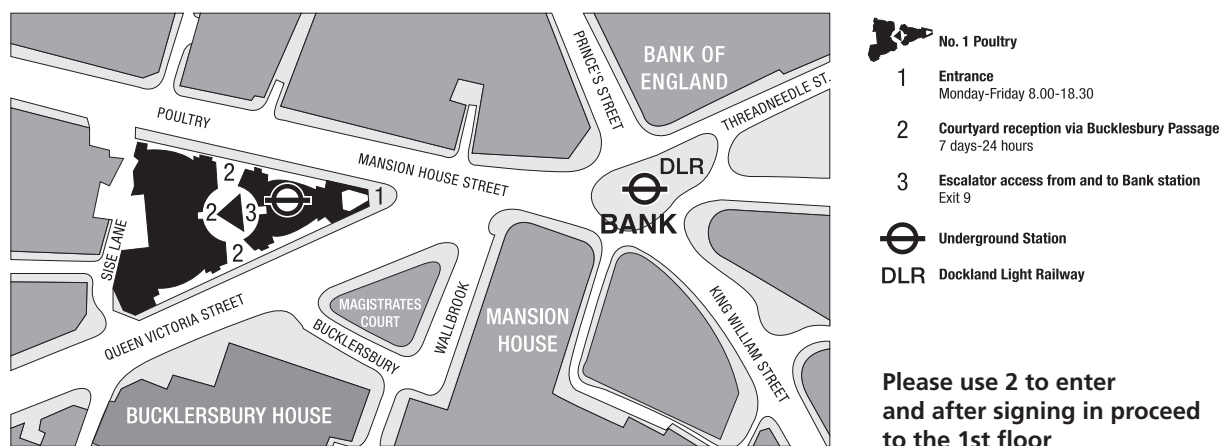 PRINCE'S STREET
BANK OF
ENGLAND
THREADNEEDLE ST.
POULTRY
MANSION HOUSE STREET
DLR
BANK
2
1
2
3
2
SISE LANE
QUEEN VICTORIA STREET
MAGISTRATES
COURT
BUCKLERSBURY
WALLBROOK
MANSION
HOUSE
KING WILLIAM STREET
BUCKLERSBURY HOUSE
No. 1 Poultry
1 Entrance
Monday-Friday 8.00-18.30
2 Courtyard reception via Bucklesbury Passage
7 days-24 hours
3 Escalator access from and to Bank station
Exit 9
Underground Station
DLR Dockland Light Railway
Please use 2 to enter
and after signing in proceed
to the 1st floor